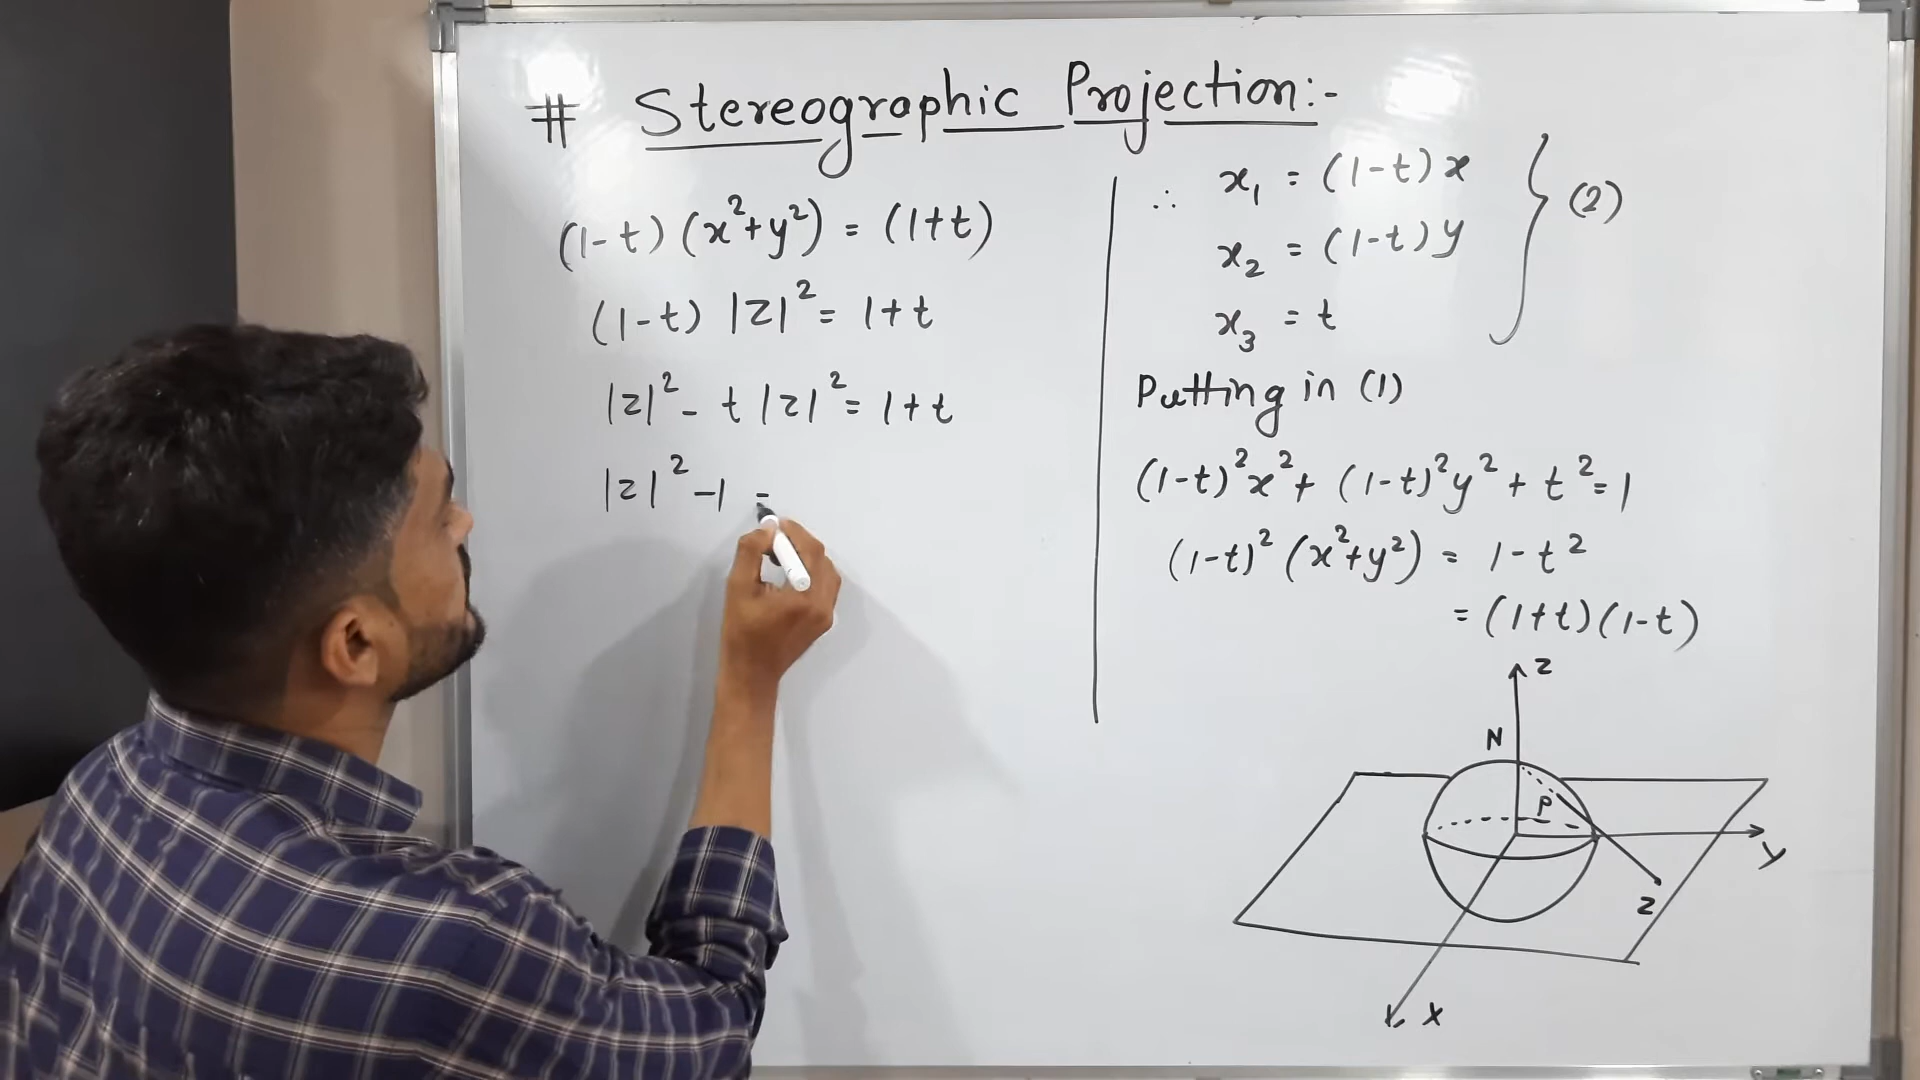 # Stereographic Projection:-
(1-t) (x²+y²) = (1+t)
(1-t) |z|² = 1+t
|z|² - t |z|² = 1+t
|z|² -1 =
∴ x₁ = (1-t) x
x₂ = (1-t) y
x₃ = t
} (2)
Putting in (1)
(1-t)²x² + (1-t)²y² + t² = 1
(1-t)² (x²+y²) = 1-t²
= (1+t)(1-t)
z
N
P
y
z
x